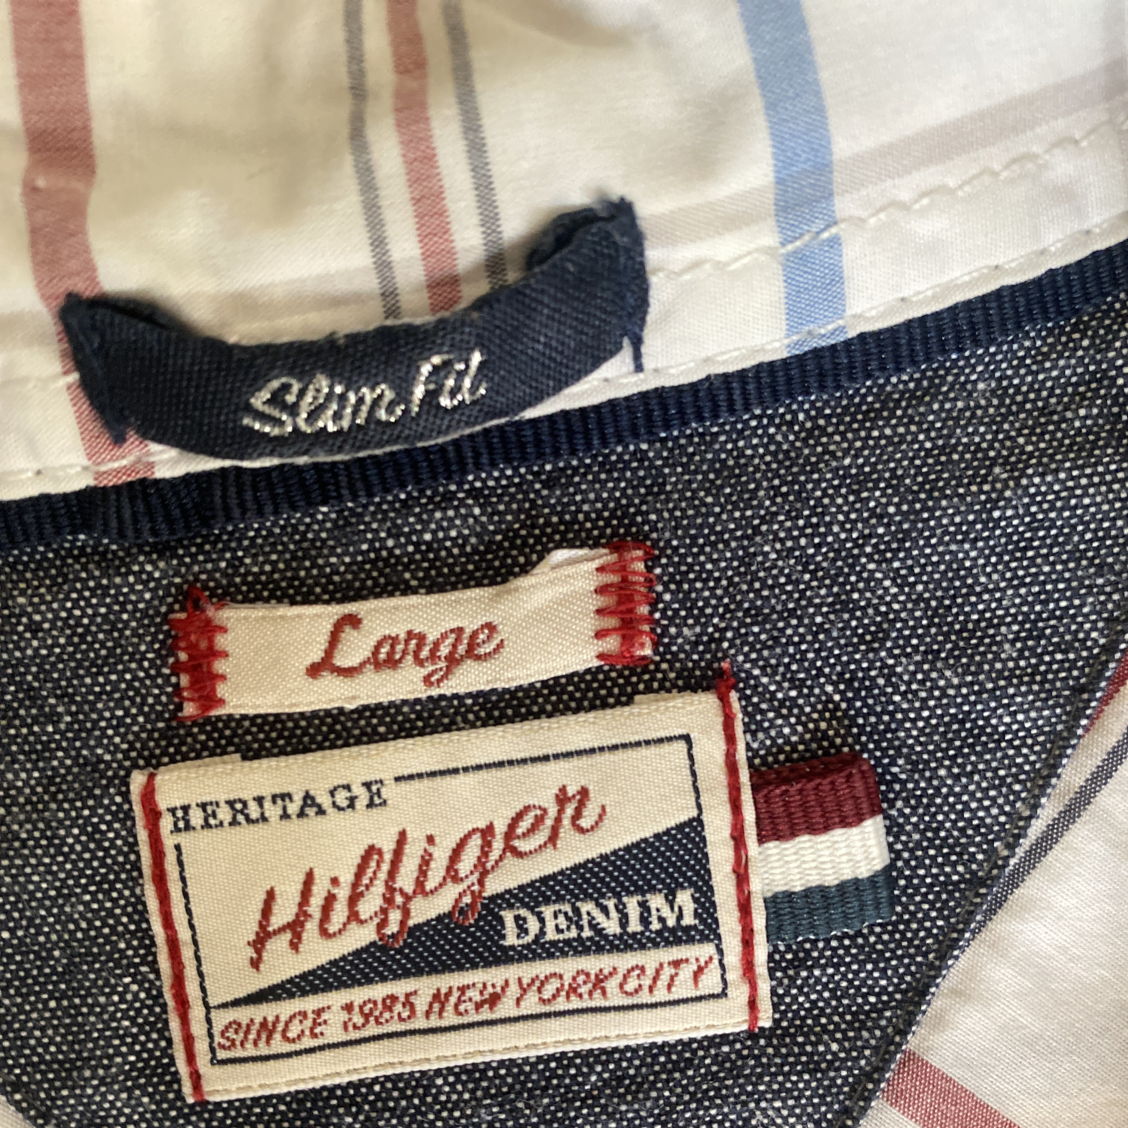 Slim Fit
Large
HERITAGE
Hilfiger
DENIM
SINCE 1985 NEW YORK CITY